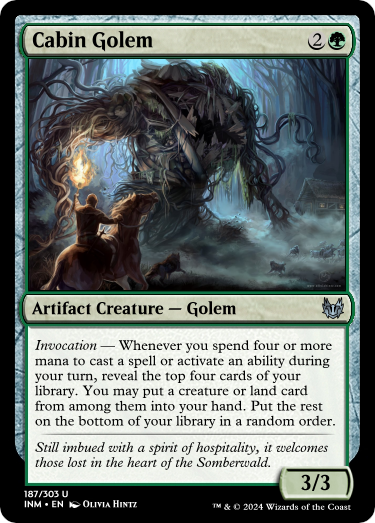 Cabin Golem 2
Artifact Creature — Golem
Invocation — Whenever you spend four or more
mana to cast a spell or activate an ability during
your turn, reveal the top four cards of your
library. You may put a creature or land card
from among them into your hand. Put the rest
on the bottom of your library in a random order.
Still imbued with a spirit of hospitality, it welcomes
those lost in the heart of the Somberwald.
3/3
187/303 U
INM • EN Olivia Hintz
™ & © 2024 Wizards of the Coast